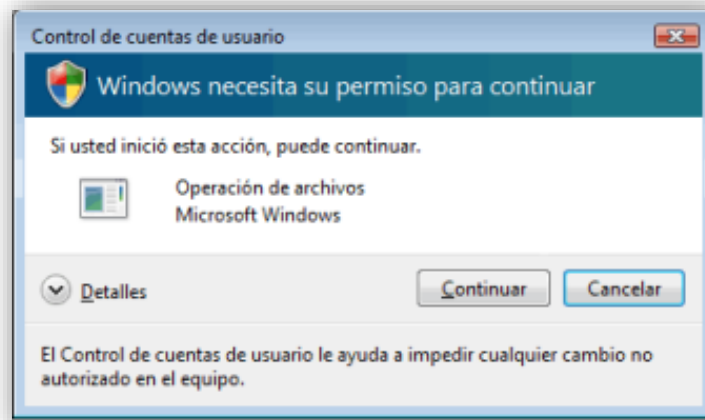 Control de cuentas de usuario
Windows necesita su permiso para continuar
Si usted inició esta acción, puede continuar.
Operación de archivos
Microsoft Windows
Detalles
Continuar
Cancelar
El Control de cuentas de usuario le ayuda a impedir cualquier cambio no
autorizado en el equipo.